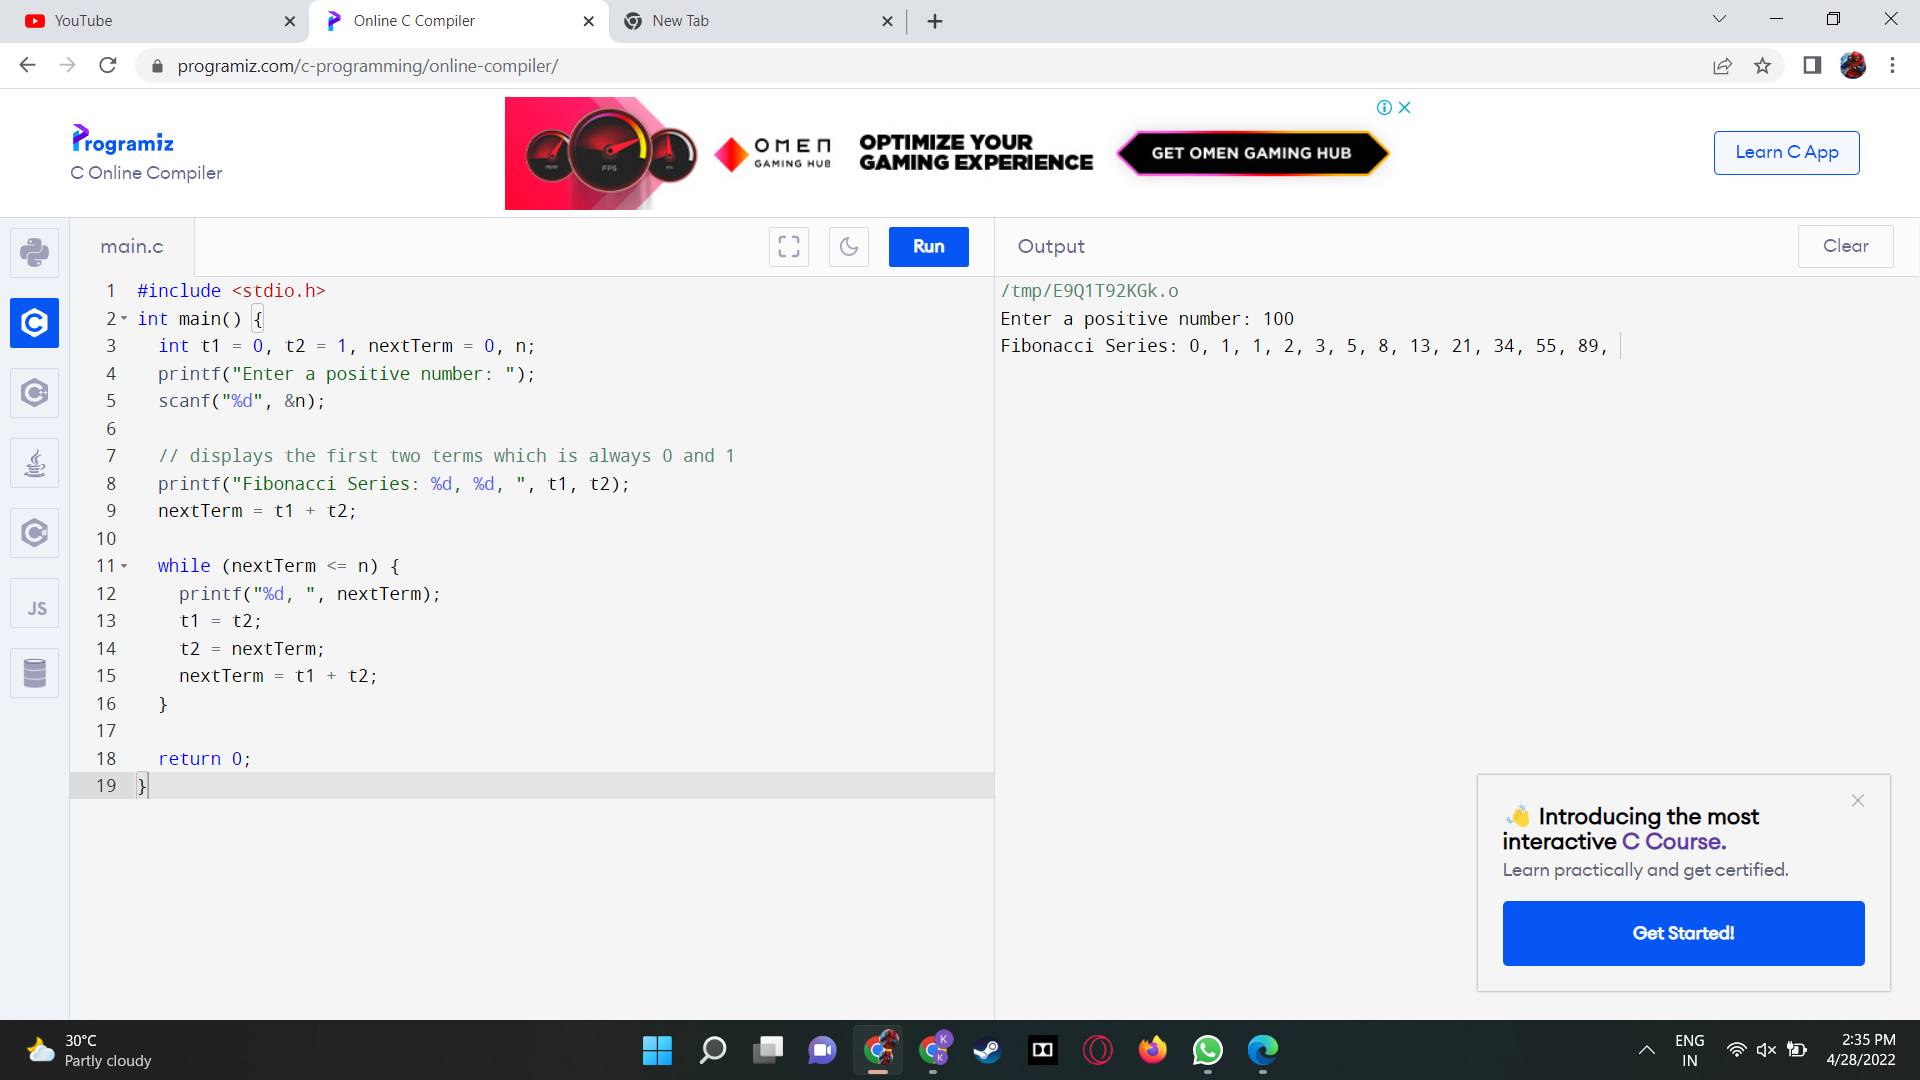 YouTube
Online C Compiler
New Tab
programiz.com/c-programming/online-compiler/
Programiz
C Online Compiler
FPS
OMEN
GAMING HUB
OPTIMIZE YOUR
GAMING EXPERIENCE
GET OMEN GAMING HUB
Learn C App
main.c
Run
Output
Clear
1 #include <stdio.h>
2 int main() {
3 int t1 = 0, t2 = 1, nextTerm = 0, n;
4 printf("Enter a positive number: ");
5 scanf("%d", &n);
6
7 // displays the first two terms which is always 0 and 1
8 printf("Fibonacci Series: %d, %d, ", t1, t2);
9 nextTerm = t1 + t2;
10
11 while (nextTerm <= n) {
12 printf("%d, ", nextTerm);
13 t1 = t2;
14 t2 = nextTerm;
15 nextTerm = t1 + t2;
16 }
17
18 return 0;
19 }
/tmp/E9Q1T92KGk.o
Enter a positive number: 100
Fibonacci Series: 0, 1, 1, 2, 3, 5, 8, 13, 21, 34, 55, 89,
JS
👋 Introducing the most
interactive C Course.
Learn practically and get certified.
Get Started!
30°C
Partly cloudy
K
K
ENG
IN
2:35 PM
4/28/2022